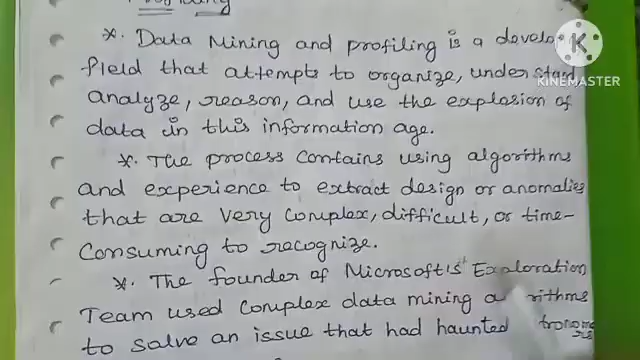 * Data Mining and profiling is a develop
field that attempts to organize, understand
analyze, reason, and use the explosion of
data in this information age.
* The process contains using algorithms
and experience to extract design or anomalies
that are very complex, difficult, or time-
consuming to recognize.
* The founder of Microsoft's Exploration
Team used complex data mining
to solve an issue that had haunted
K
KINEMASTER